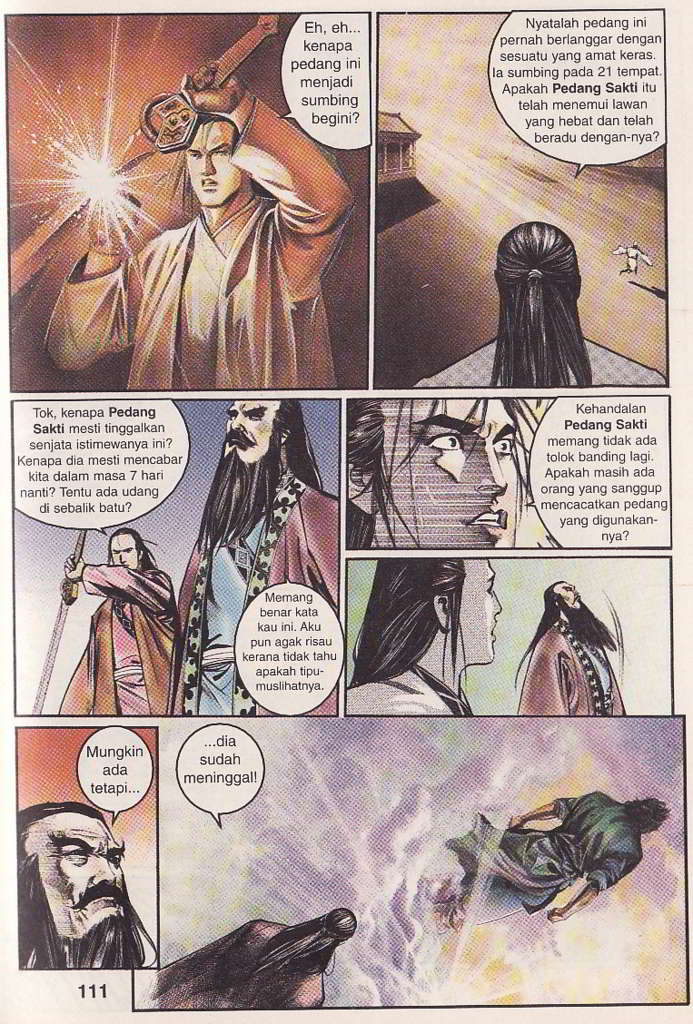 Eh, eh...
kenapa
pedang ini
menjadi
sumbing
begini?
Nyatalah pedang ini
pernah berlanggar dengan
sesuatu yang amat keras.
Ia sumbing pada 21 tempat.
Apakah Pedang Sakti itu
telah menemui lawan
yang hebat dan telah
beradu dengan-nya?
Tok, kenapa Pedang
Sakti mesti tinggalkan
senjata istimewanya ini?
Kenapa dia mesti mencabar
kita dalam masa 7 hari
nanti? Tentu ada udang
di sebalik batu?
Memang
benar kata
kau ini. Aku
pun agak risau
kerana tidak tahu
apakah tipu-
muslihatnya.
Kehandalan
Pedang Sakti
memang tidak ada
tolok banding lagi.
Apakah masih ada
orang yang sanggup
mencacatkan pedang
yang digunakan-
nya?
Mungkin
ada
tetapi...
...dia
sudah
meninggal!
111